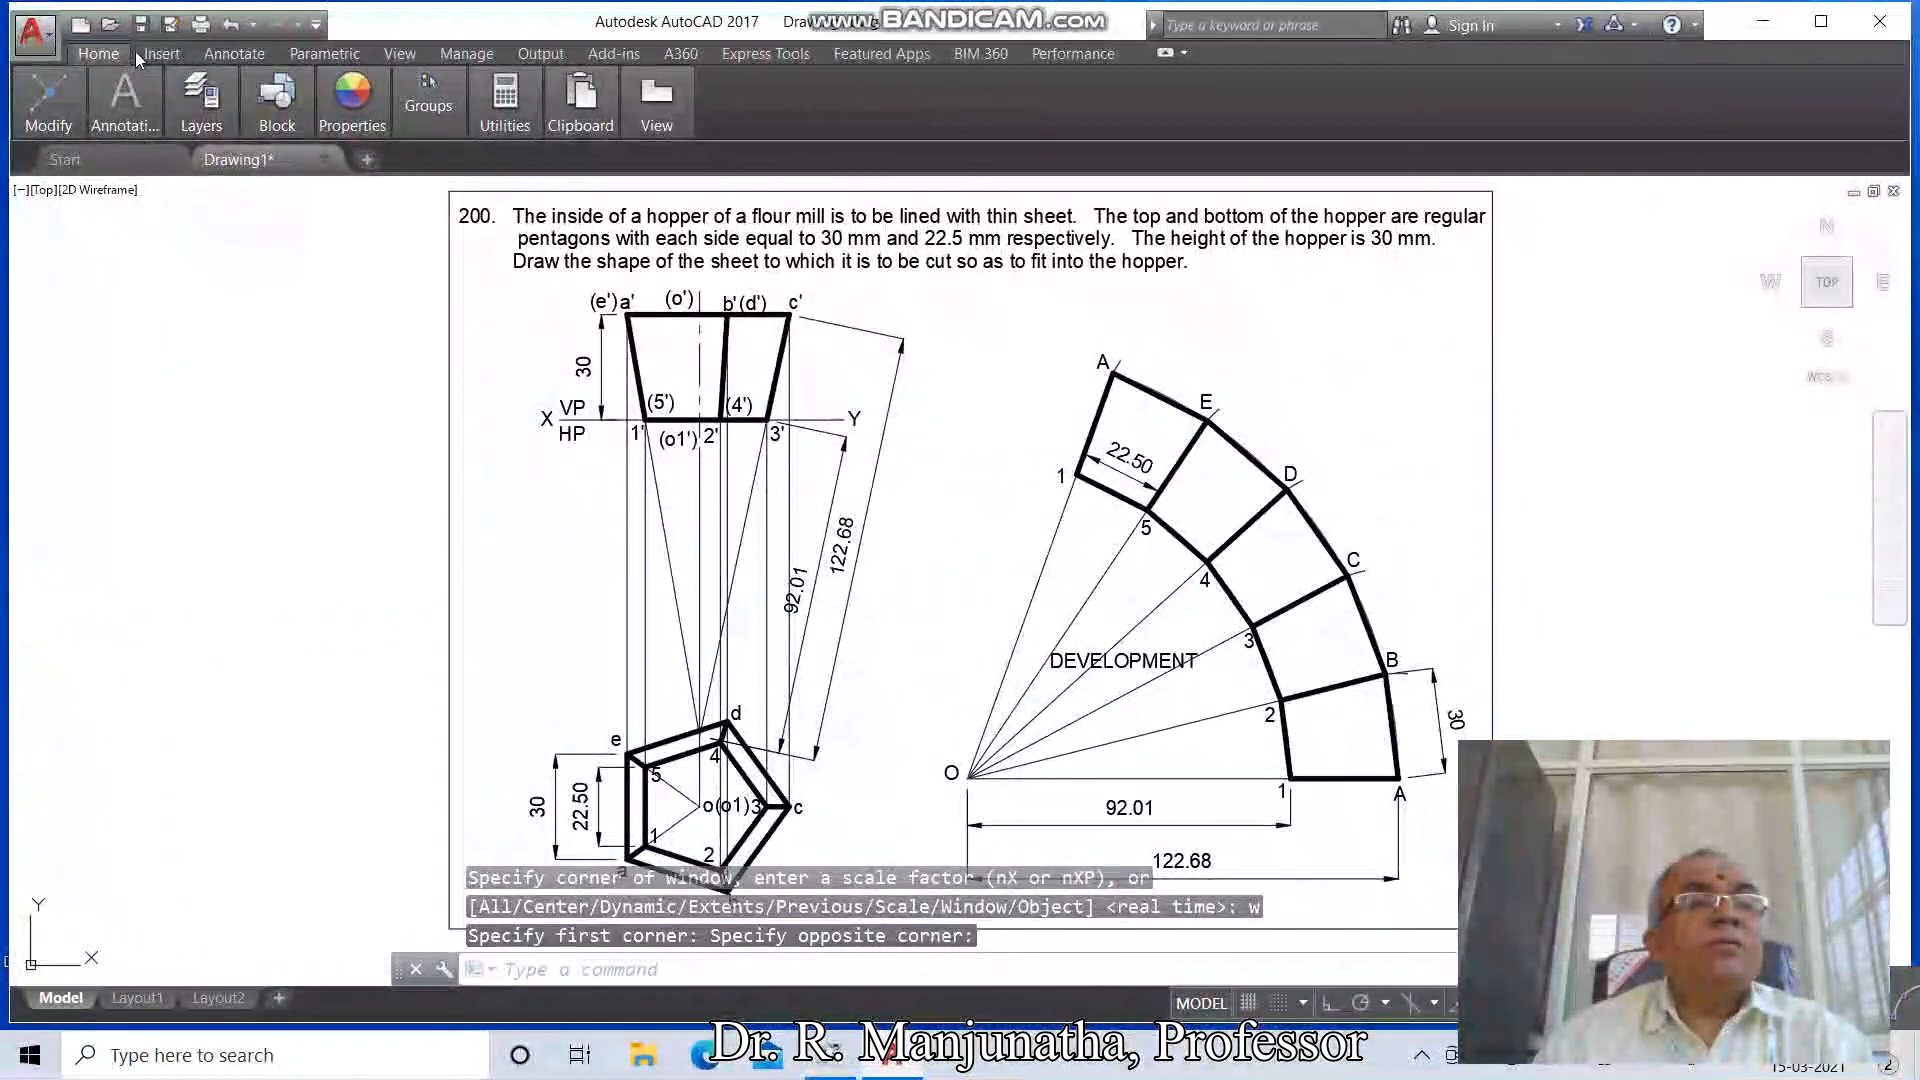 Autodesk AutoCAD 2017
www.BANDICAM.com
Type a keyword or phrase
Sign In
Home
Insert
Annotate
Parametric
View
Manage
Output
Add-ins
A360
Express Tools
Featured Apps
BIM 360
Performance
Modify
Annotati...
Layers
Block
Properties
Groups
Utilities
Clipboard
View
Start
Drawing1*
[−][Top][2D Wireframe]
N
W
TOP
E
S
200. The inside of a hopper of a flour mill is to be lined with thin sheet. The top and bottom of the hopper are regular
pentagons with each side equal to 30 mm and 22.5 mm respectively. The height of the hopper is 30 mm.
Draw the shape of the sheet to which it is to be cut so as to fit into the hopper.
(e') a' (o') b' (d') c'
30
(5') (4')
X VP Y
HP
1' (o1') 2' 3'
122.68
92.01
d
e
4
5
30
22.50
o(o1) 3 c
1
2
a
b
A
E
22.50
D
1
5
C
4
3
DEVELOPMENT
B
2
30
O
1
A
92.01
122.68
Specify corner of window, enter a scale factor (nX or nXP), or
[All/Center/Dynamic/Extents/Previous/Scale/Window/Object] <real time>: w
Specify first corner: Specify opposite corner:
Type a command
Y
X
Model
Layout1
Layout2
MODEL
Type here to search
Dr. R. Manjunatha, Professor
15-03-2021
2